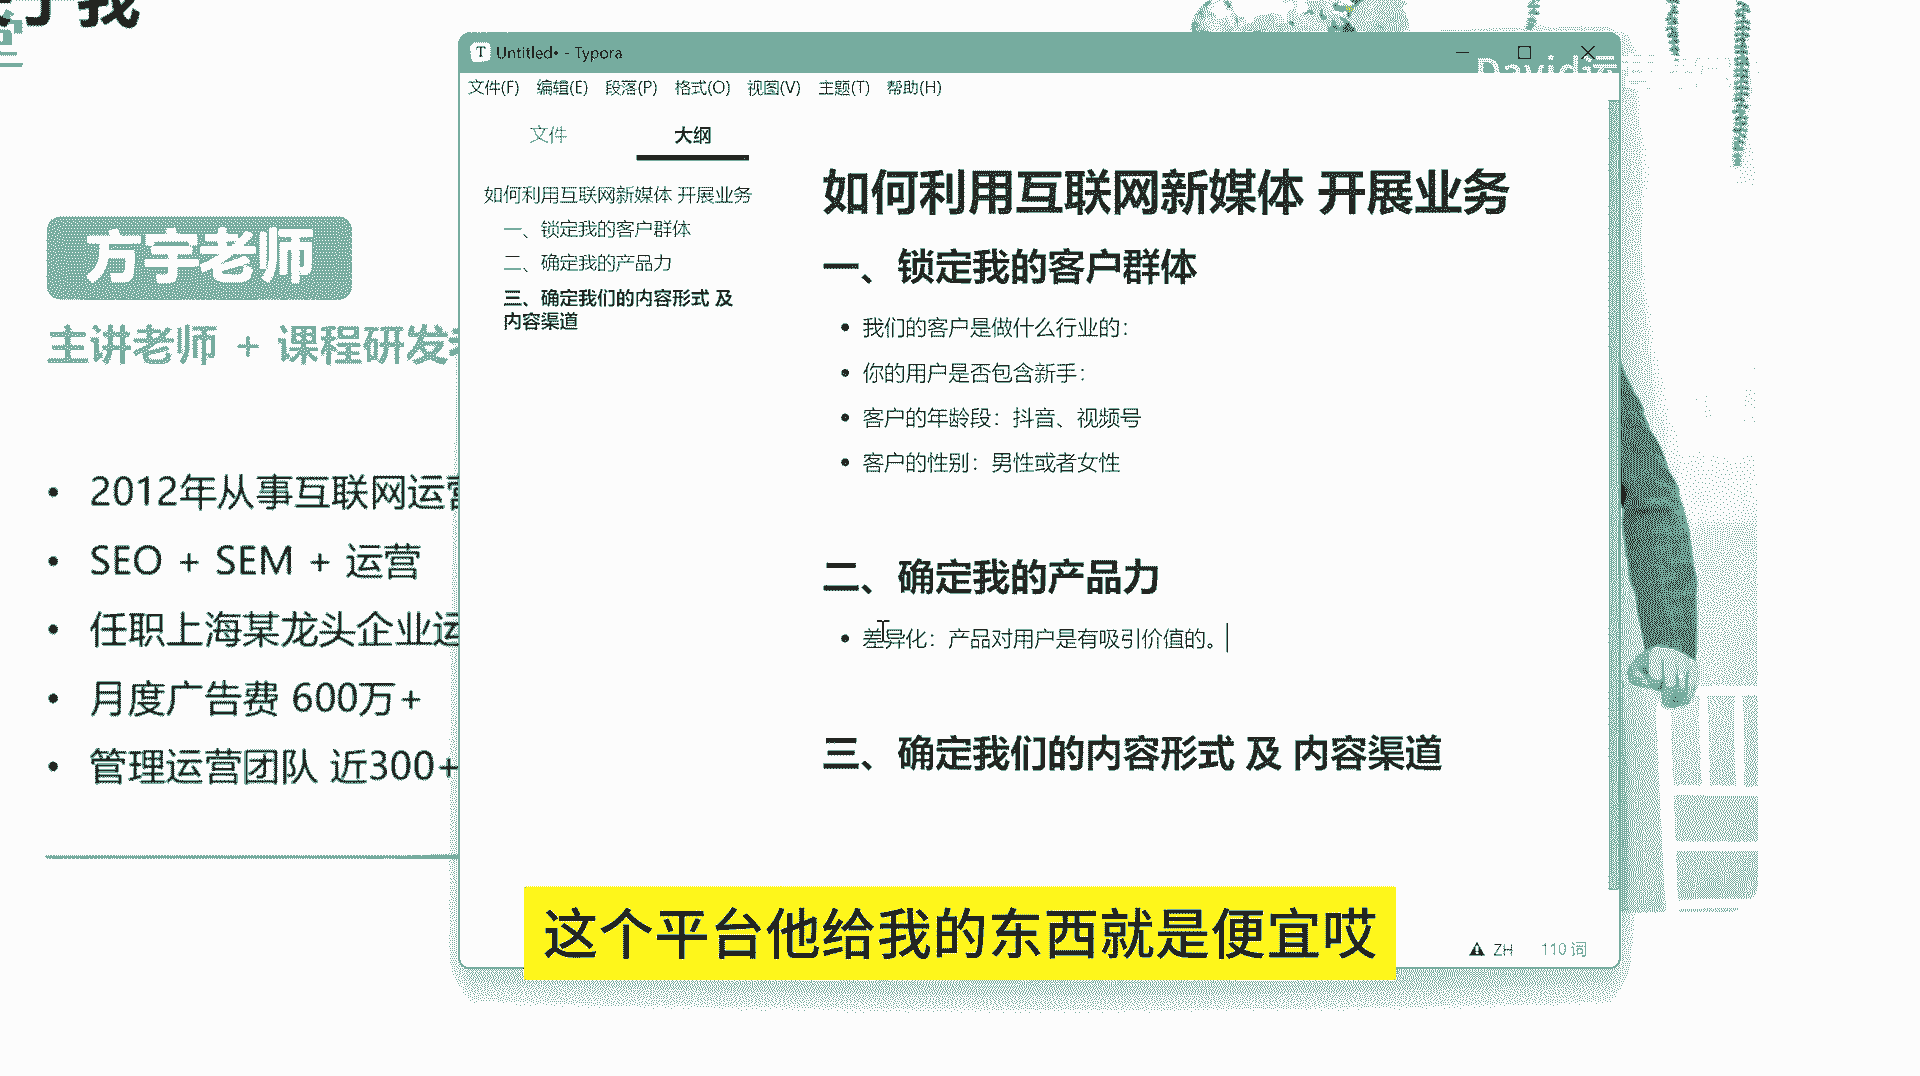 方宇老师
主讲老师 + 课程研发
• 2012年从事互联网运营
• SEO + SEM + 运营
• 任职上海某龙头企业运
• 月度广告费 600万+
• 管理运营团队 近300+
Untitled• - Typora
David运
文件(F) 编辑(E) 段落(P) 格式(O) 视图(V) 主题(T) 帮助(H)
文件 大纲
如何利用互联网新媒体 开展业务
一、锁定我的客户群体
二、确定我的产品力
三、确定我们的内容形式 及
内容渠道
如何利用互联网新媒体 开展业务
一、锁定我的客户群体
• 我们的客户是做什么行业的：
• 你的用户是否包含新手：
• 客户的年龄段：抖音、视频号
• 客户的性别：男性或者女性
二、确定我的产品力
• 差异化：产品对用户是有吸引价值的。
三、确定我们的内容形式 及 内容渠道
这个平台他给我的东西就是便宜哎
ZH 110 词